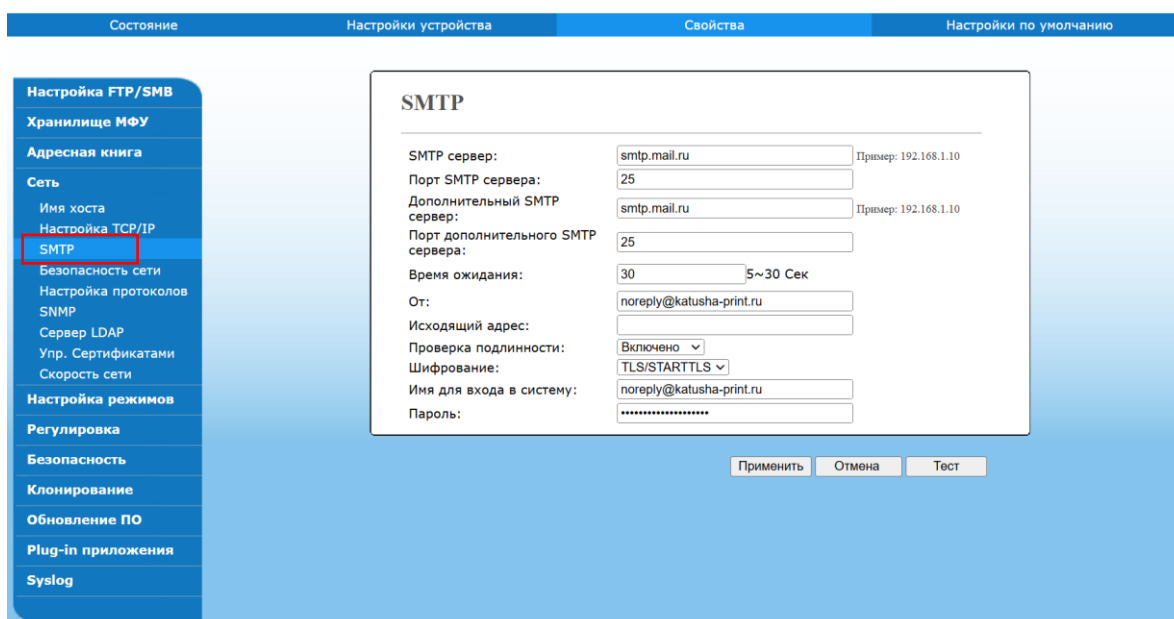 Состояние
Настройки устройства
Свойства
Настройки по умолчанию
Настройка FTP/SMB
Хранилище МФУ
Адресная книга
Сеть
Имя хоста
Настройка TCP/IP
SMTP
Безопасность сети
Настройка протоколов
SNMP
Сервер LDAP
Упр. Сертификатами
Скорость сети
Настройка режимов
Регулировка
Безопасность
Клонирование
Обновление ПО
Plug-in приложения
Syslog
SMTP
SMTP сервер: smtp.mail.ru Пример: 192.168.1.10
Порт SMTP сервера: 25
Дополнительный SMTP
сервер: smtp.mail.ru Пример: 192.168.1.10
Порт дополнительного SMTP
сервера: 25
Время ожидания: 30 5~30 Сек
От: noreply@katusha-print.ru
Исходящий адрес:
Проверка подлинности: Включено
Шифрование: TLS/STARTTLS
Имя для входа в систему: noreply@katusha-print.ru
Пароль: ••••••••••••••••••••
Применить Отмена Тест